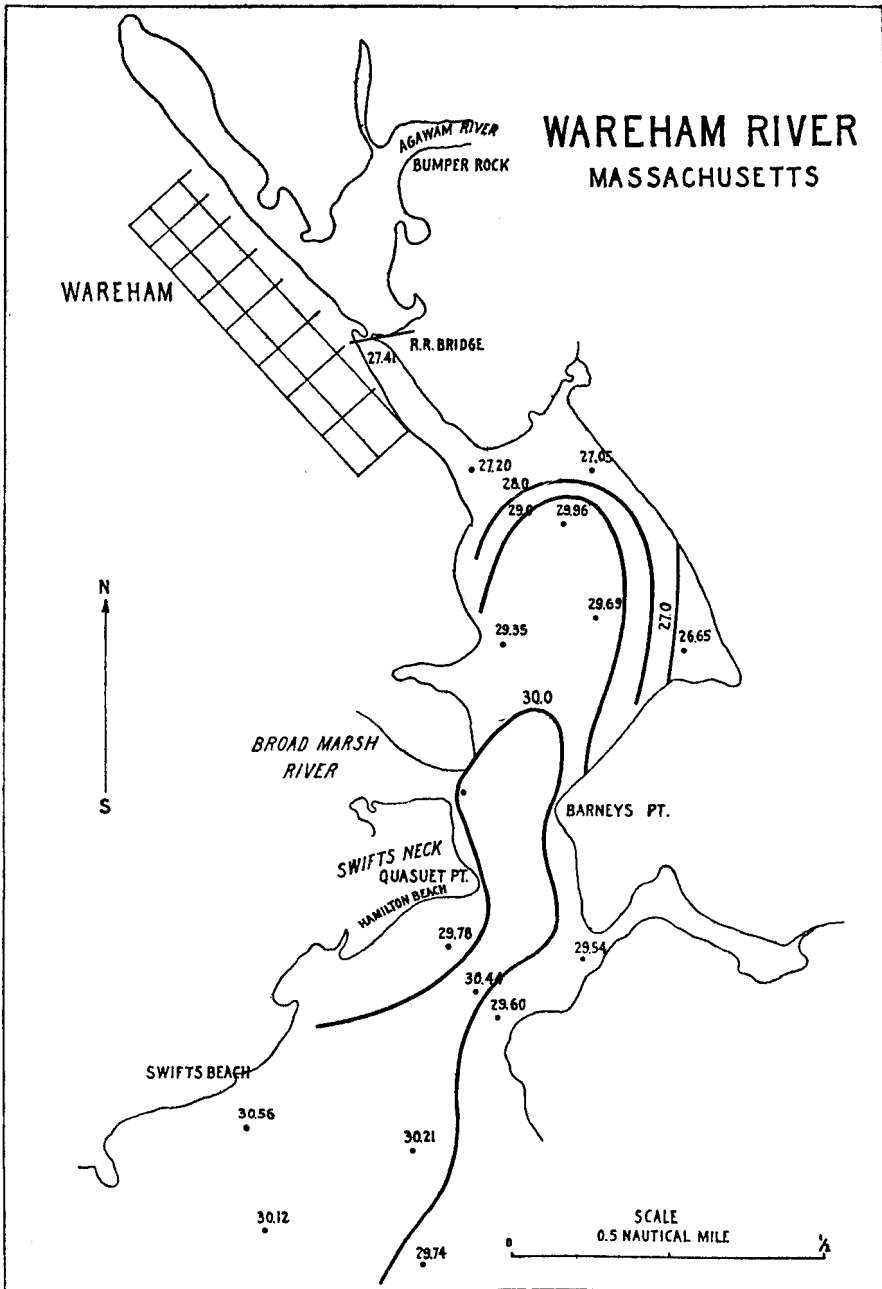 WAREHAM RIVER
MASSACHUSETTS
AGAWAM RIVER
BUMPER ROCK
WAREHAM
R.R. BRIDGE
27.41
27.20
27.05
28.0
29.0
29.96
29.69
27.0
29.35
26.65
30.0
BROAD MARSH
RIVER
BARNEYS PT.
SWIFTS NECK
QUASUET PT.
HAMILTON BEACH
29.78
29.54
30.44
29.60
SWIFTS BEACH
30.56
30.21
30.12
29.74
N
S
SCALE
0.5 NAUTICAL MILE
0
½